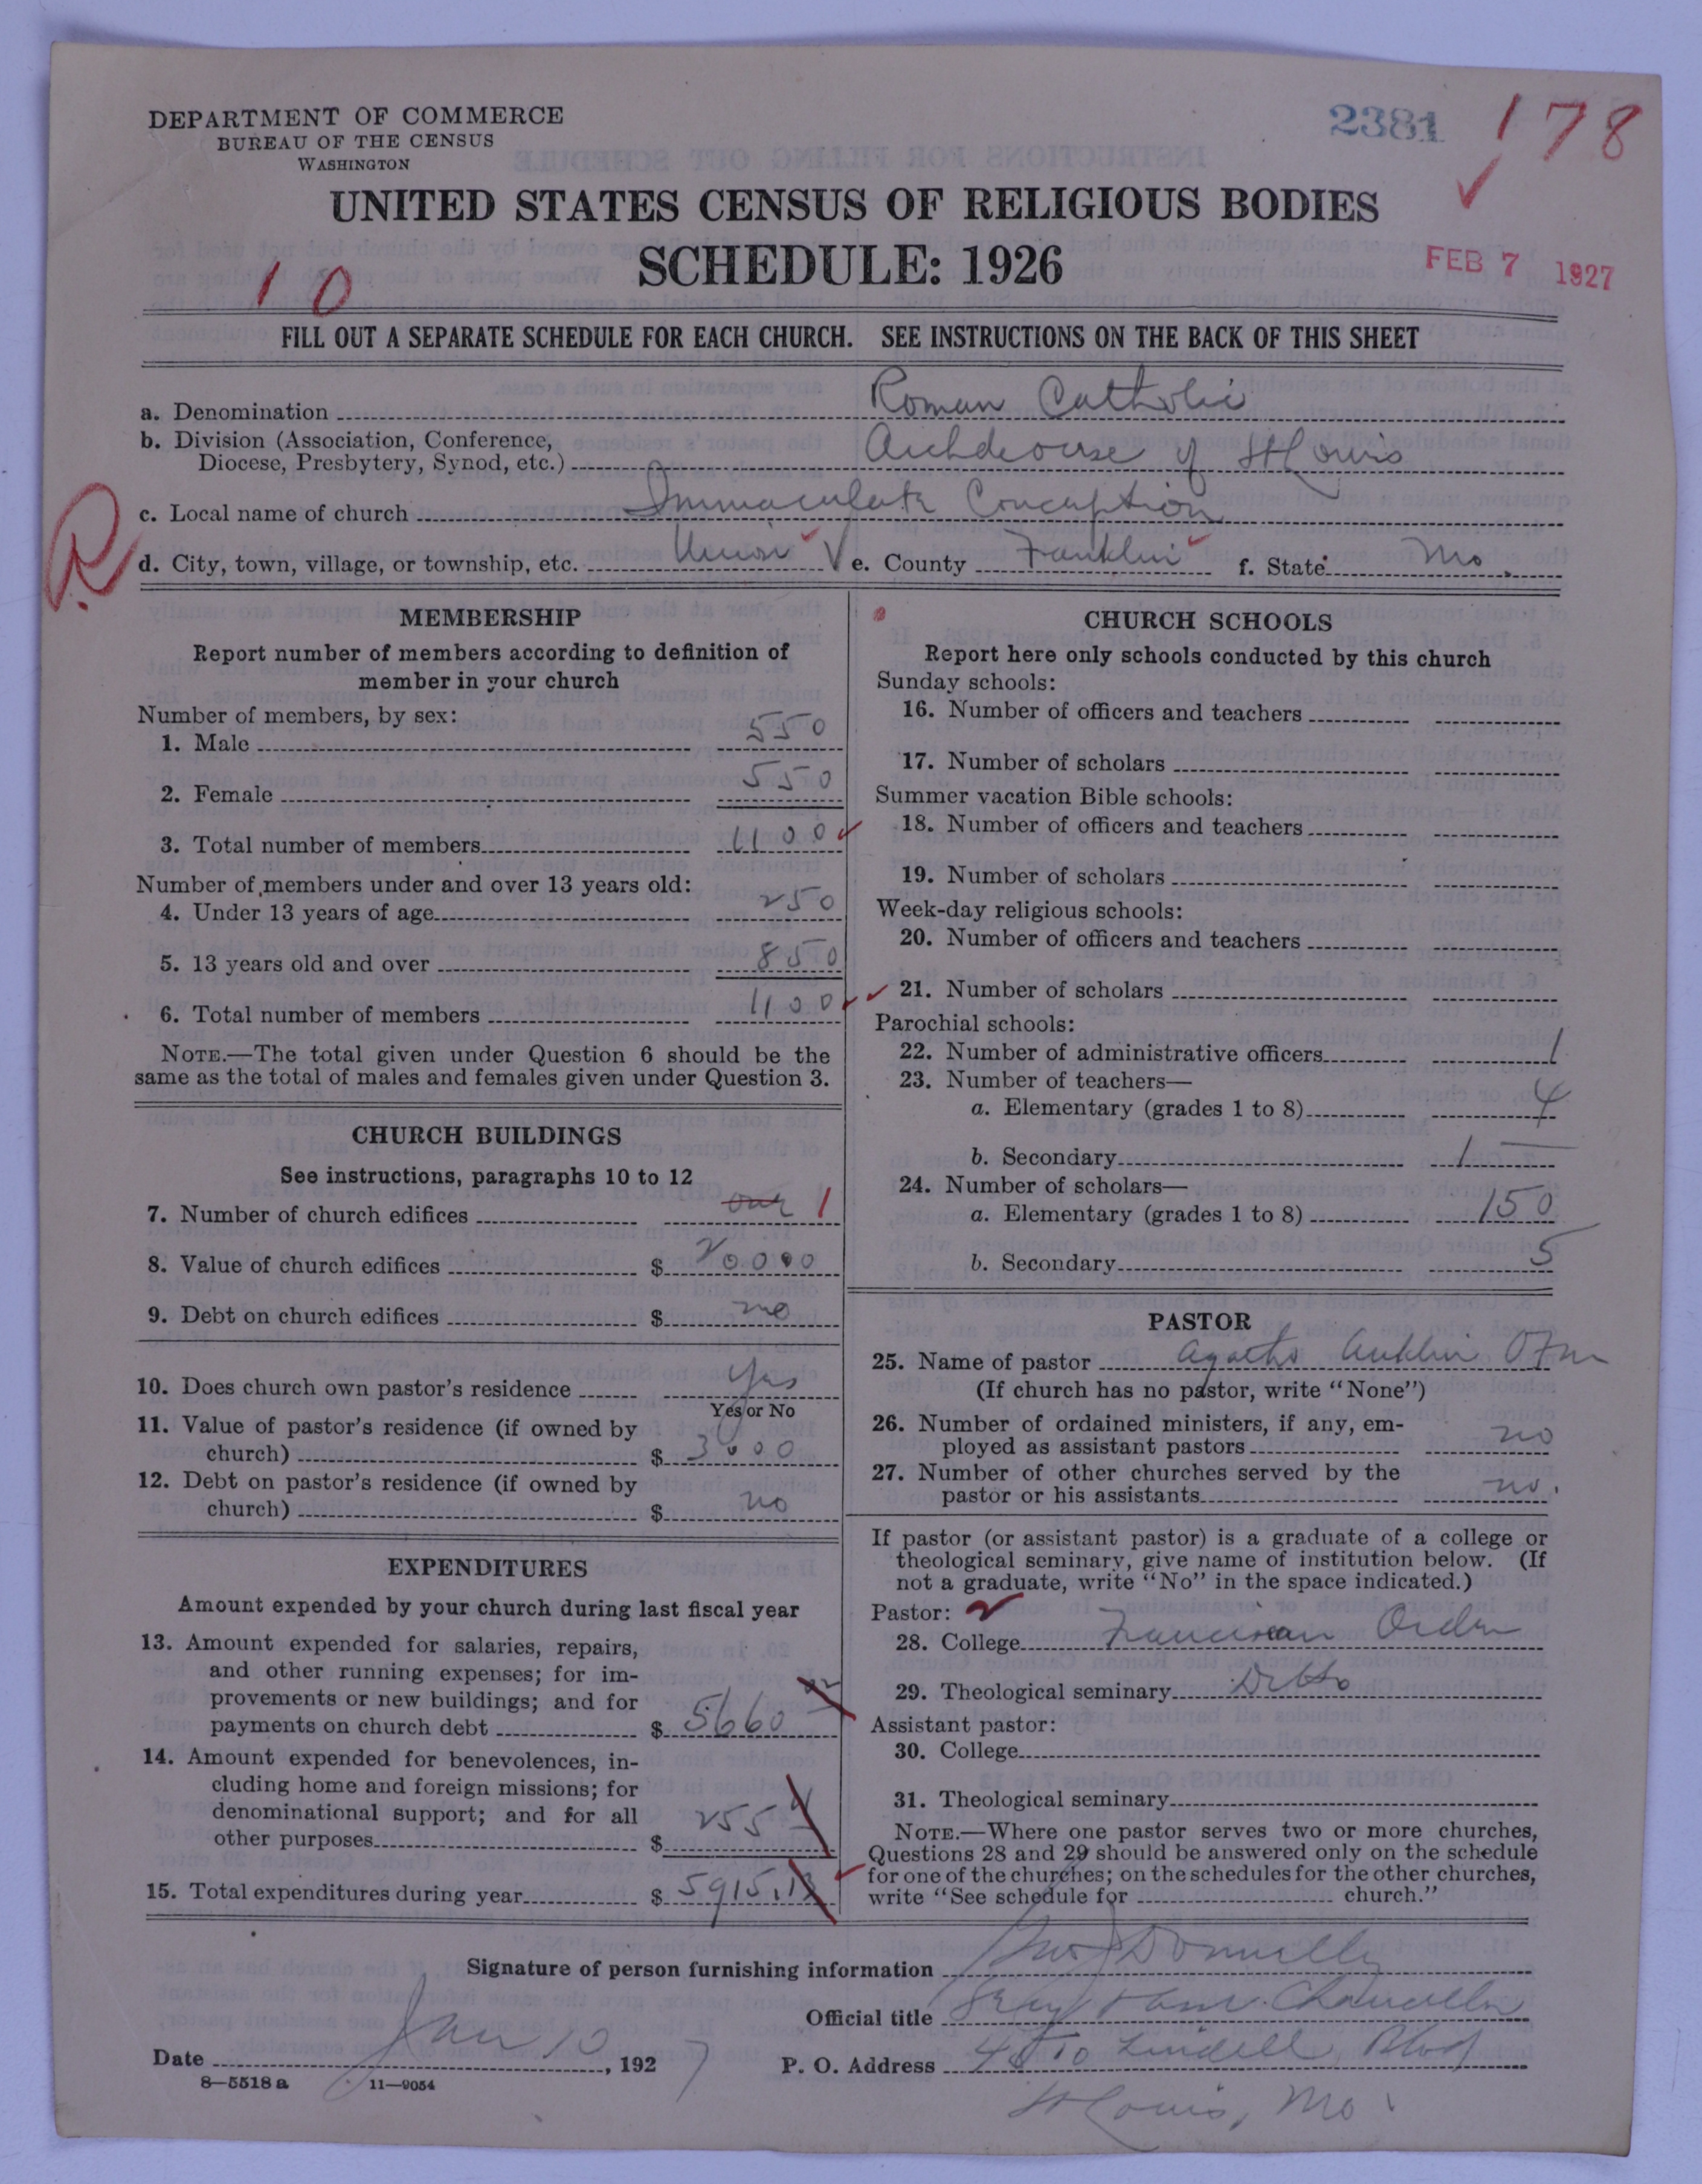 DEPARTMENT OF COMMERCE
BUREAU OF THE CENSUS
WASHINGTON
2381
178
UNITED STATES CENSUS OF RELIGIOUS BODIES
SCHEDULE: 1926
FEB 7 1927
10
FILL OUT A SEPARATE SCHEDULE FOR EACH CHURCH. SEE INSTRUCTIONS ON THE BACK OF THIS SHEET
a. Denomination Roman Catholic
b. Division (Association, Conference,
Diocese, Presbytery, Synod, etc.) Archdiocese of St Louis
R
c. Local name of church Immaculate Conception
d. City, town, village, or township, etc. Union e. County Franklin f. State Mo.
MEMBERSHIP
Report number of members according to definition of
member in your church
Number of members, by sex:
1. Male 550
2. Female 550
3. Total number of members 1100
Number of members under and over 13 years old:
4. Under 13 years of age 250
5. 13 years old and over 850
6. Total number of members 1100
NOTE.—The total given under Question 6 should be the
same as the total of males and females given under Question 3.
CHURCH BUILDINGS
See instructions, paragraphs 10 to 12
7. Number of church edifices one 1
8. Value of church edifices $ 20000
9. Debt on church edifices $ no
10. Does church own pastor's residence Yes
Yes or No
11. Value of pastor's residence (if owned by
church) $ 3000
12. Debt on pastor's residence (if owned by
church) $ no
EXPENDITURES
Amount expended by your church during last fiscal year
13. Amount expended for salaries, repairs,
and other running expenses; for im-
provements or new buildings; and for
payments on church debt $ 5660
14. Amount expended for benevolences, in-
cluding home and foreign missions; for
denominational support; and for all
other purposes $ 255
15. Total expenditures during year $ 5915.13
CHURCH SCHOOLS
Report here only schools conducted by this church
Sunday schools:
16. Number of officers and teachers
17. Number of scholars
Summer vacation Bible schools:
18. Number of officers and teachers
19. Number of scholars
Week-day religious schools:
20. Number of officers and teachers
21. Number of scholars
Parochial schools:
22. Number of administrative officers 1
23. Number of teachers—
a. Elementary (grades 1 to 8) 4
b. Secondary 1
24. Number of scholars—
a. Elementary (grades 1 to 8) 150
b. Secondary 5
PASTOR
25. Name of pastor Agatho Anklin OFM
(If church has no pastor, write "None")
26. Number of ordained ministers, if any, em-
ployed as assistant pastors no
27. Number of other churches served by the
pastor or his assistants no.
If pastor (or assistant pastor) is a graduate of a college or
theological seminary, give name of institution below. (If
not a graduate, write "No" in the space indicated.)
Pastor:
28. College Franciscan Order
29. Theological seminary Ditto
Assistant pastor:
30. College
31. Theological seminary
NOTE.—Where one pastor serves two or more churches,
Questions 28 and 29 should be answered only on the schedule
for one of the churches; on the schedules for the other churches,
write "See schedule for church."
Signature of person furnishing information Donnelly
Official title Chancellor
Date Jan 10, 1927 P. O. Address Lindell Blvd
8—5518a 11—9054
St Louis, Mo.